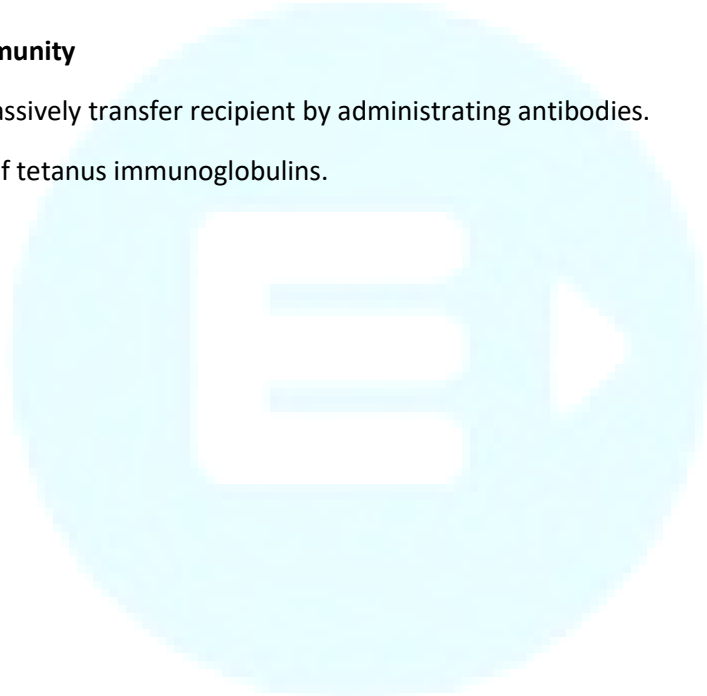 munity
assively transfer recipient by administrating antibodies.
f tetanus immunoglobulins.